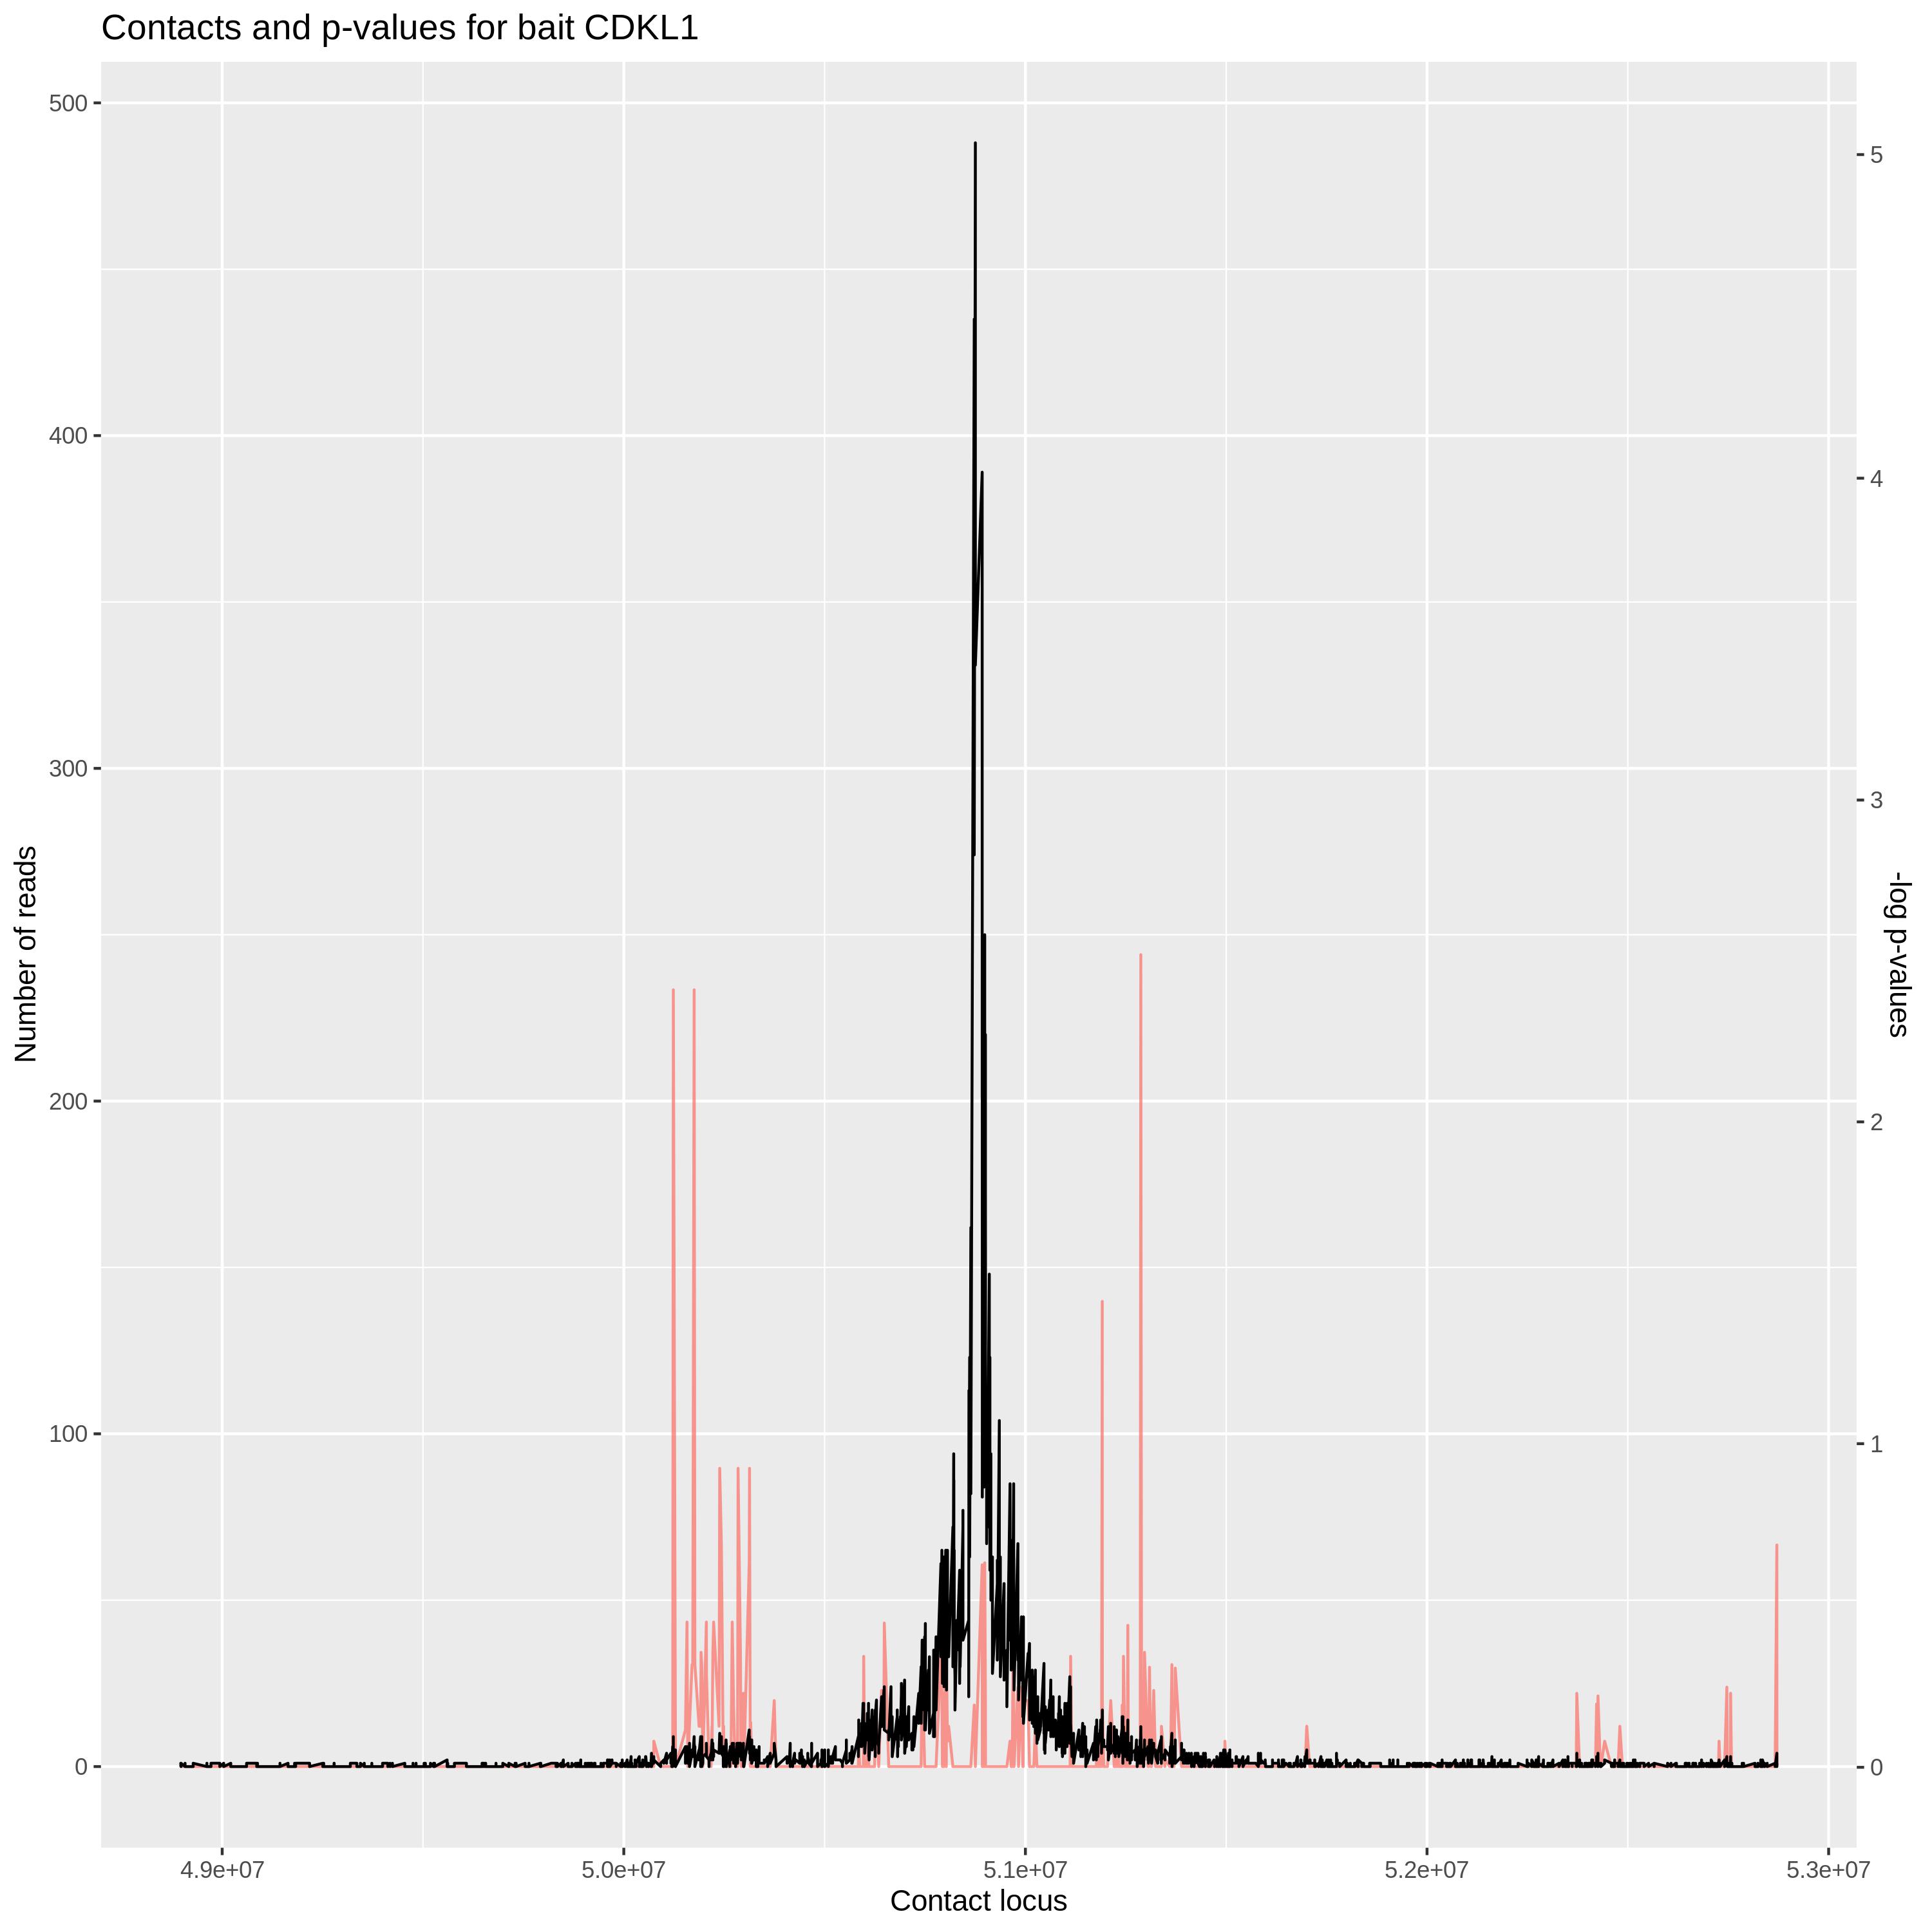 Contacts and p-values for bait CDKL1
500
400
300
200
100
0
Number of reads
5
4
3
2
1
0
-log p-values
4.9e+07
5.0e+07
5.1e+07
5.2e+07
5.3e+07
Contact locus